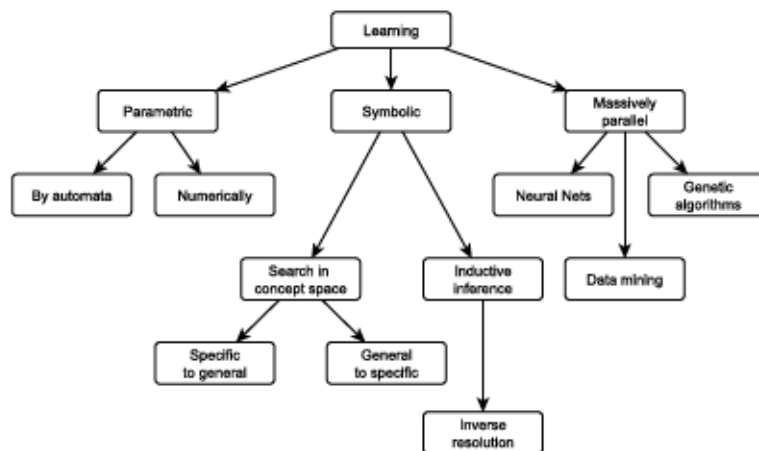 Learning
Parametric
Symbolic
Massively
parallel
By automata
Numerically
Neural Nets
Genetic
algorithms
Search in
concept space
Inductive
inference
Data mining
Specific
to general
General
to specific
Inverse
resolution